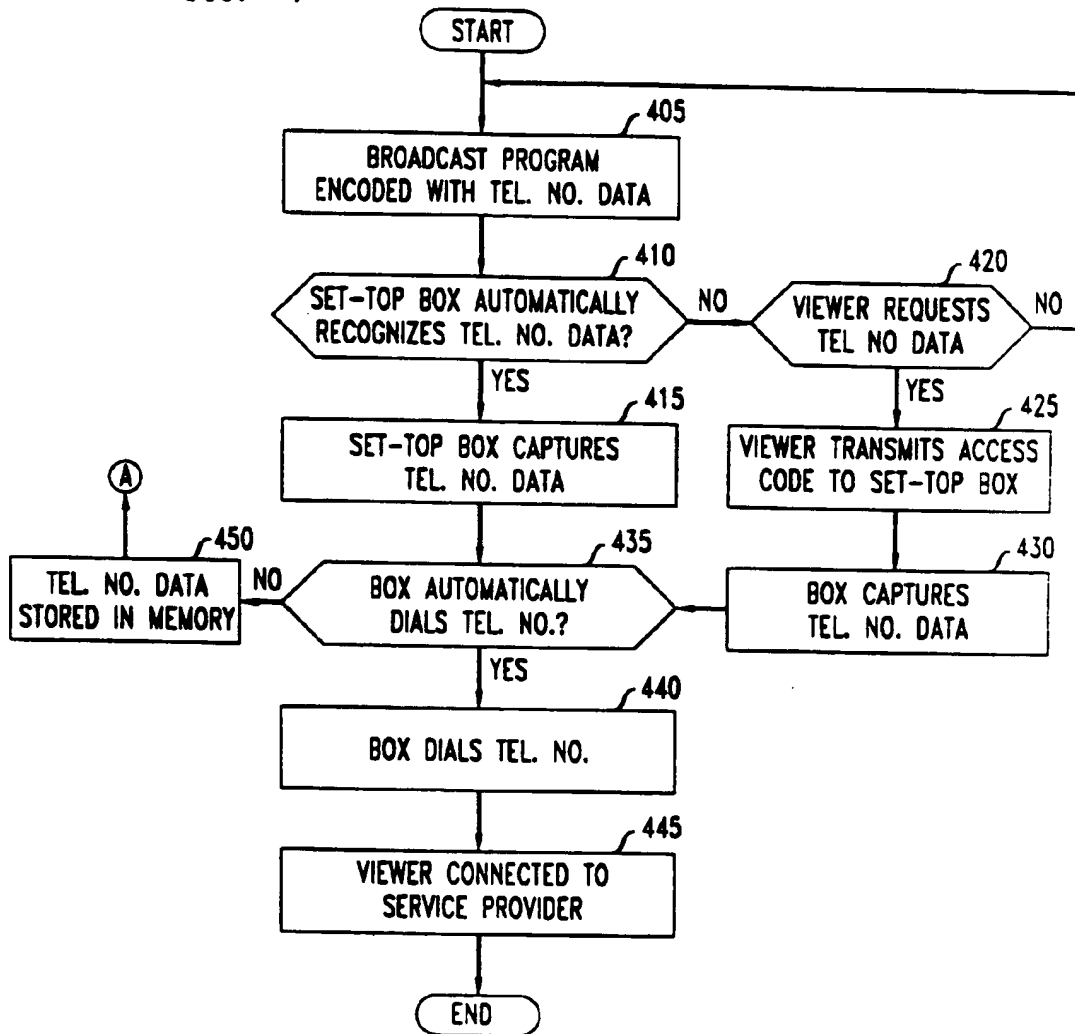 START
405
BROADCAST PROGRAM
ENCODED WITH TEL. NO. DATA
410
SET-TOP BOX AUTOMATICALLY
RECOGNIZES TEL. NO. DATA?
NO
420
VIEWER REQUESTS
TEL NO DATA
NO
YES
YES
415
SET-TOP BOX CAPTURES
TEL. NO. DATA
425
VIEWER TRANSMITS ACCESS
CODE TO SET-TOP BOX
A
450
TEL. NO. DATA
STORED IN MEMORY
NO
435
BOX AUTOMATICALLY
DIALS TEL. NO.?
430
BOX CAPTURES
TEL. NO. DATA
YES
440
BOX DIALS TEL. NO.
445
VIEWER CONNECTED TO
SERVICE PROVIDER
END